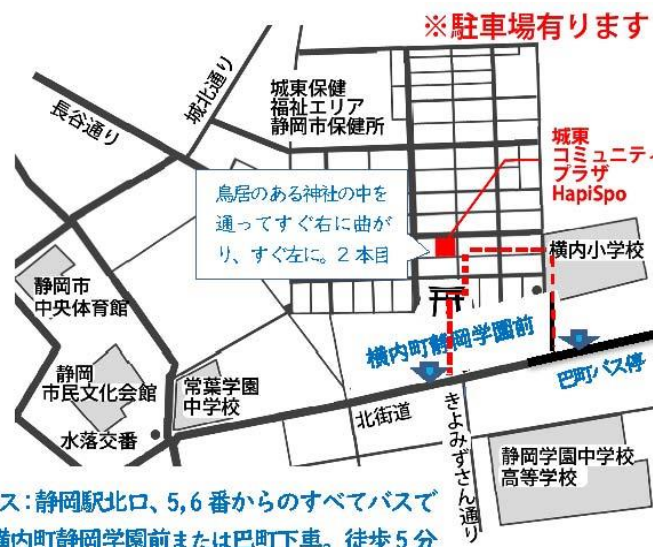 ※駐車場有ります
城北通り
長谷通り
城東保健
福祉エリア
静岡市保健所
城東
コミュニティ
プラザ
HapiSpo
鳥居のある神社の中を
通ってすぐ右に曲が
り、すぐ左に。2本目
横内小学校
静岡市
中央体育館
横内町静岡学園前
巴町バス停
静岡
市民文化会館
常葉学園
中学校
北街道
きよみずさん通り
水落交番
静岡学園中学校
高等学校
ス:静岡駅北口、5,6番からのすべてバスで
横内町静岡学園前または巴町下車。徒歩5分